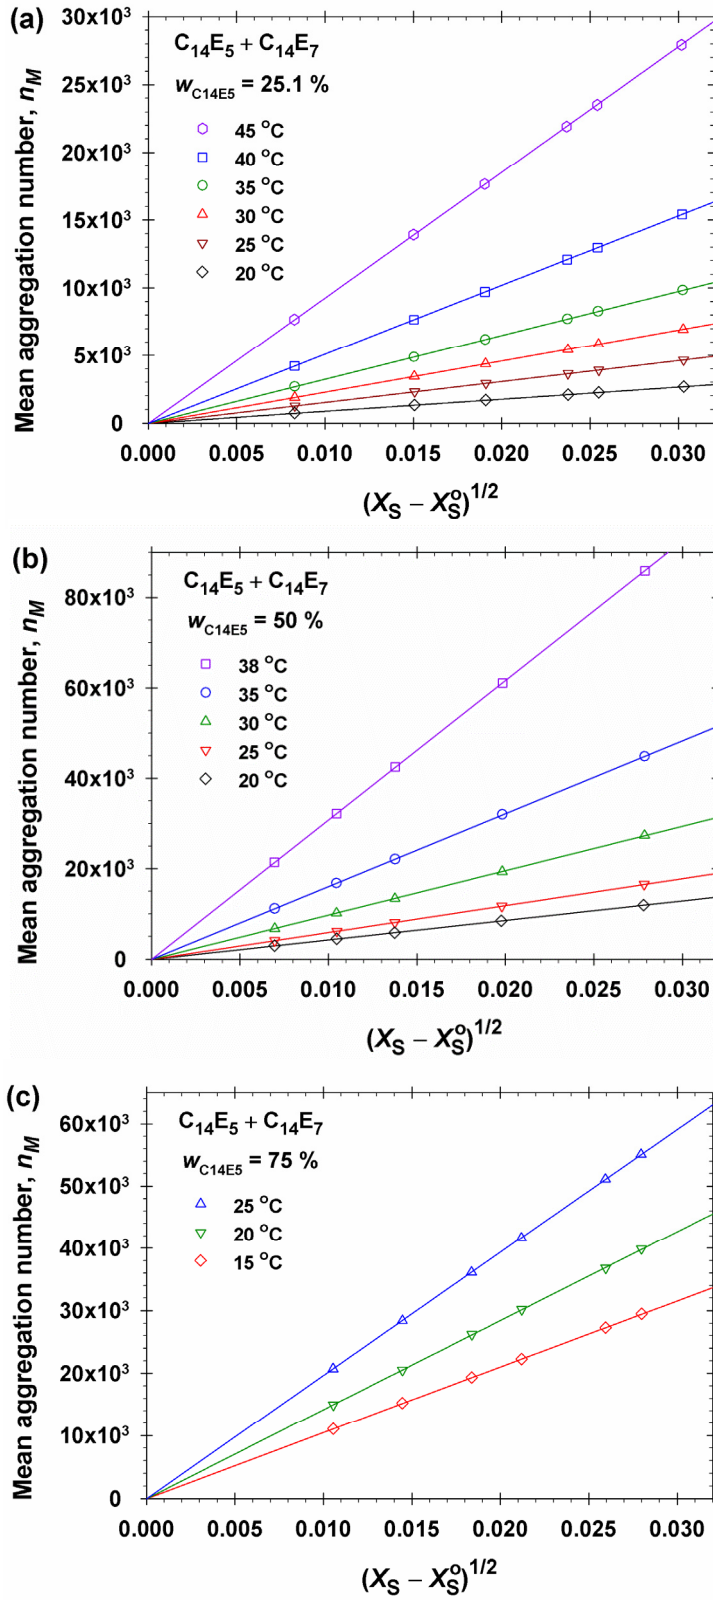 (a)
Mean aggregation number, n_M
30x10³
25x10³
20x10³
15x10³
10x10³
5x10³
0
C₁₄E₅ + C₁₄E₇
w_C14E5 = 25.1 %
45 °C
40 °C
35 °C
30 °C
25 °C
20 °C
0.000 0.005 0.010 0.015 0.020 0.025 0.030
(X_S − X_S^o)^1/2
(b)
Mean aggregation number, n_M
80x10³
60x10³
40x10³
20x10³
0
C₁₄E₅ + C₁₄E₇
w_C14E5 = 50 %
38 °C
35 °C
30 °C
25 °C
20 °C
0.000 0.005 0.010 0.015 0.020 0.025 0.030
(X_S − X_S^o)^1/2
(c)
Mean aggregation number, n_M
60x10³
50x10³
40x10³
30x10³
20x10³
10x10³
0
C₁₄E₅ + C₁₄E₇
w_C14E5 = 75 %
25 °C
20 °C
15 °C
0.000 0.005 0.010 0.015 0.020 0.025 0.030
(X_S − X_S^o)^1/2